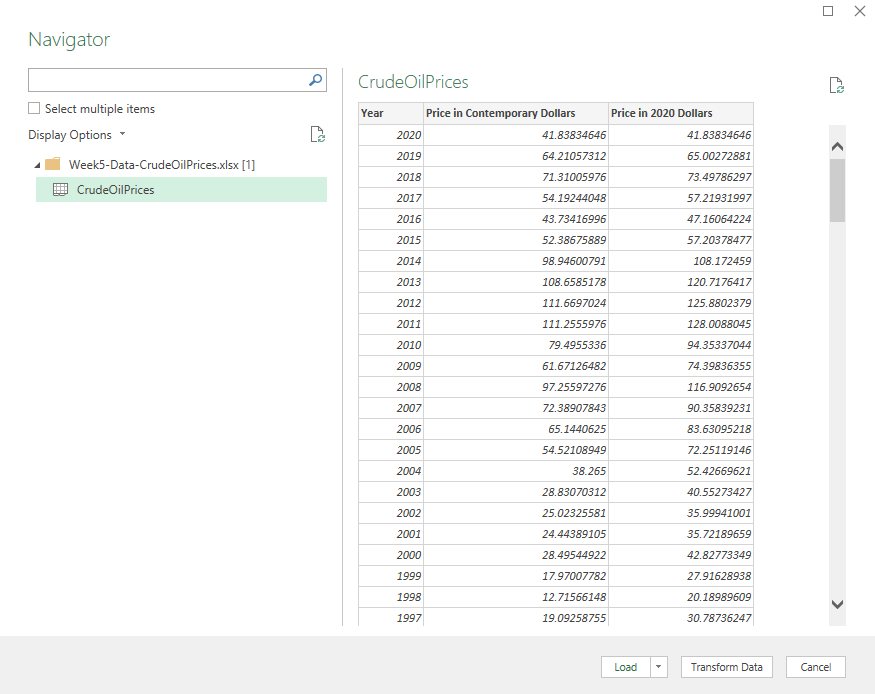 Navigator
Select multiple items
Display Options
Week5-Data-CrudeOilPrices.xlsx [1]
CrudeOilPrices
CrudeOilPrices
Year Price in Contemporary Dollars Price in 2020 Dollars
2020 41.83834646 41.83834646
2019 64.21057312 65.00272881
2018 71.31005976 73.49786297
2017 54.19244048 57.21931997
2016 43.73416996 47.16064224
2015 52.38675889 57.20378477
2014 98.94600791 108.172459
2013 108.6585178 120.7176417
2012 111.6697024 125.8802379
2011 111.2555976 128.0088045
2010 79.4955336 94.35337044
2009 61.67126482 74.39836355
2008 97.25597276 116.9092654
2007 72.38907843 90.35839231
2006 65.1440625 83.63095218
2005 54.52108949 72.25119146
2004 38.265 52.42669621
2003 28.83070312 40.55273427
2002 25.02325581 35.99941001
2001 24.44389105 35.72189659
2000 28.49544922 42.82773349
1999 17.97007782 27.91628938
1998 12.71566148 20.18989609
1997 19.09258755 30.78736247
Load Transform Data Cancel